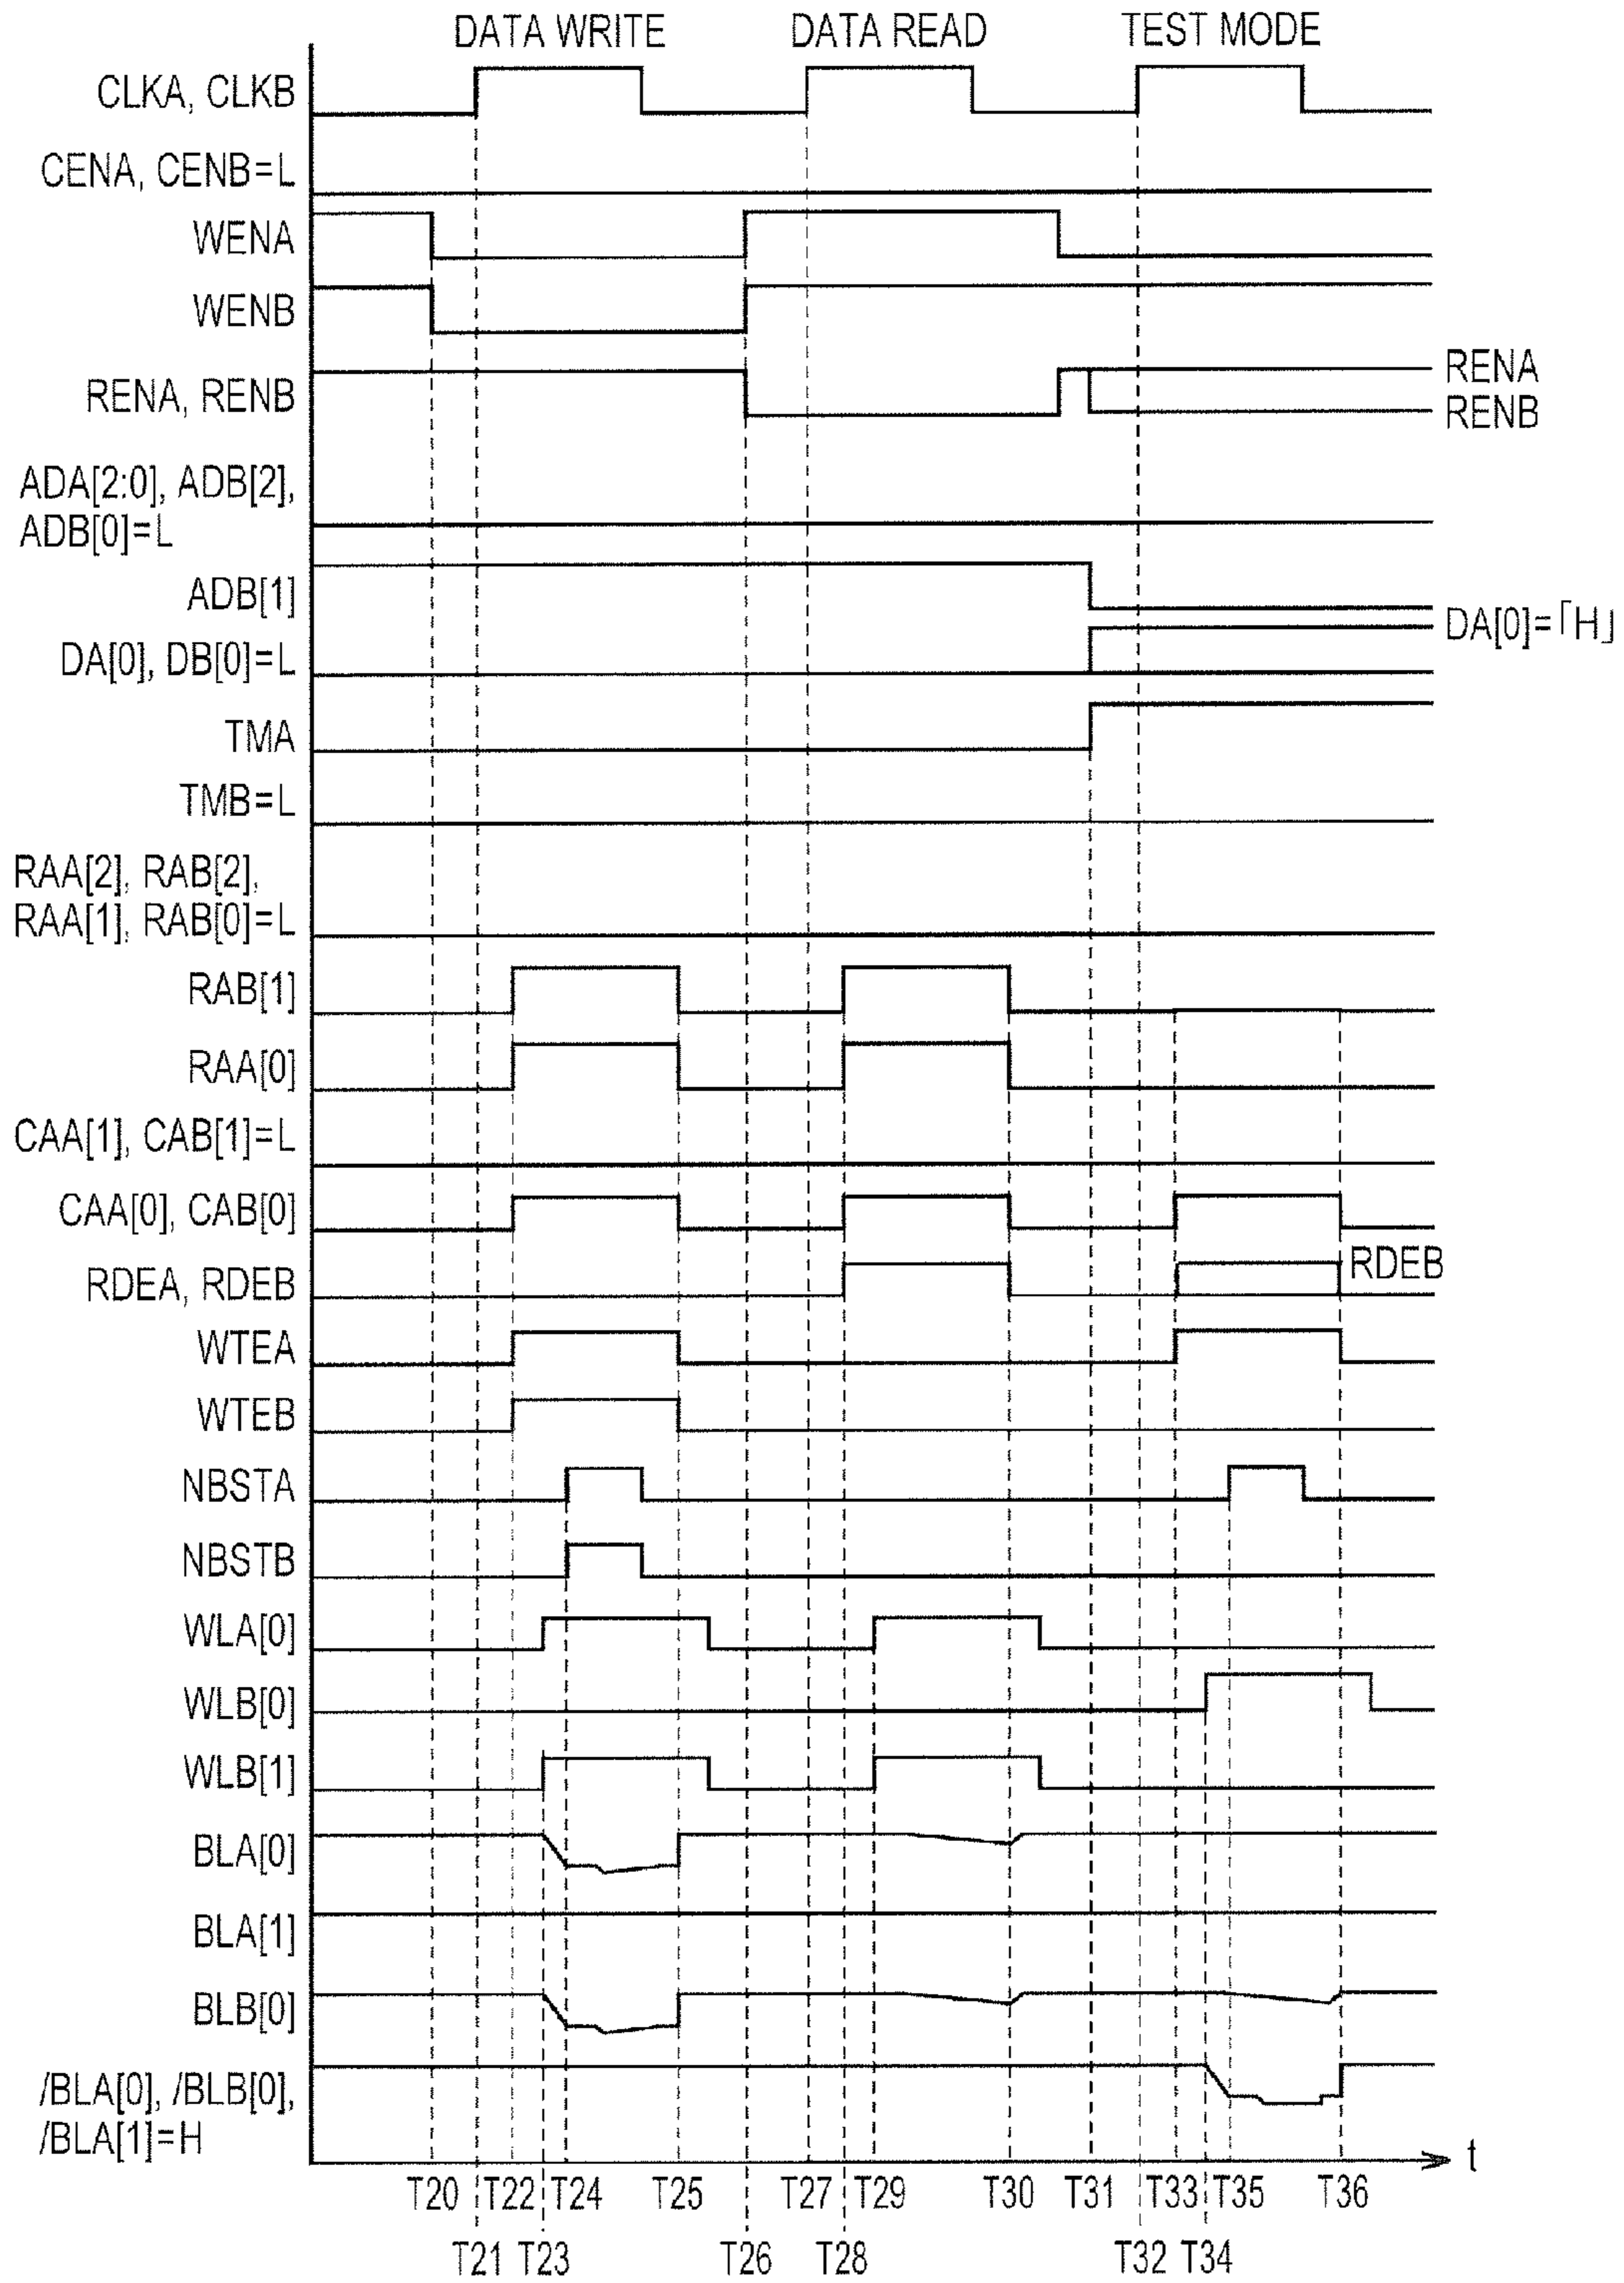 DATA WRITE DATA READ TEST MODE
CLKA, CLKB
CENA, CENB=L
WENA
WENB
RENA, RENB
RENA
RENB
ADA[2:0], ADB[2],
ADB[0]=L
ADB[1]
DA[0]=「H」
DA[0], DB[0]=L
TMA
TMB=L
RAA[2], RAB[2],
RAA[1], RAB[0]=L
RAB[1]
RAA[0]
CAA[1], CAB[1]=L
CAA[0], CAB[0]
RDEA, RDEB
RDEB
WTEA
WTEB
NBSTA
NBSTB
WLA[0]
WLB[0]
WLB[1]
BLA[0]
BLA[1]
BLB[0]
/BLA[0], /BLB[0],
/BLA[1]=H
t
T20 T22 T24 T25 T27 T29 T30 T31 T33 T35 T36
T21 T23 T26 T28 T32 T34